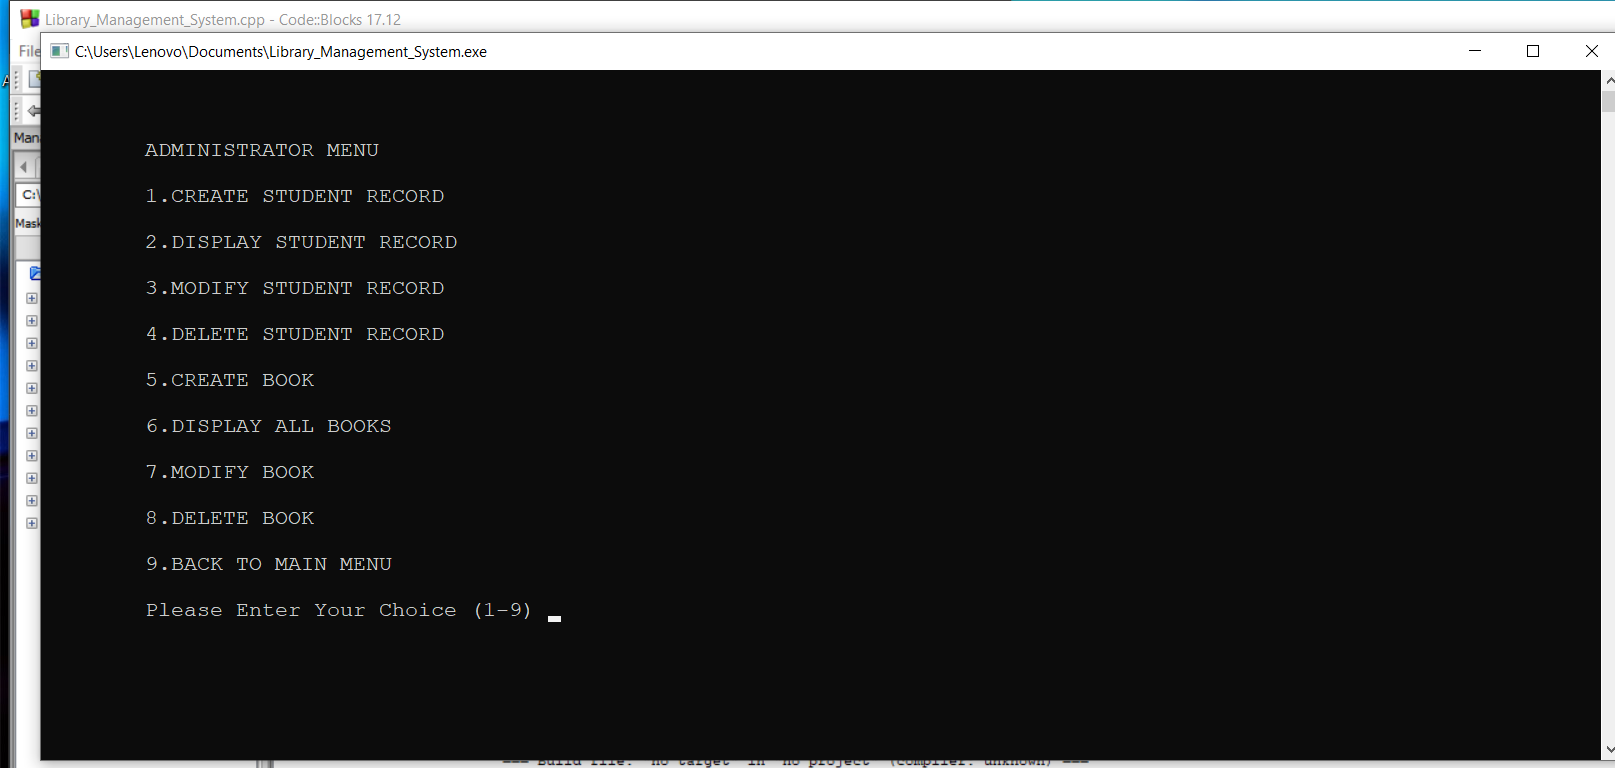 Library_Management_System.cpp - Code::Blocks 17.12
File
C:\Users\Lenovo\Documents\Library_Management_System.exe
ADMINISTRATOR MENU
1.CREATE STUDENT RECORD
2.DISPLAY STUDENT RECORD
3.MODIFY STUDENT RECORD
4.DELETE STUDENT RECORD
5.CREATE BOOK
6.DISPLAY ALL BOOKS
7.MODIFY BOOK
8.DELETE BOOK
9.BACK TO MAIN MENU
Please Enter Your Choice (1-9)
Mana
C:\
Mask
=== Build file: "no target" in "no project" (compiler: unknown) ===